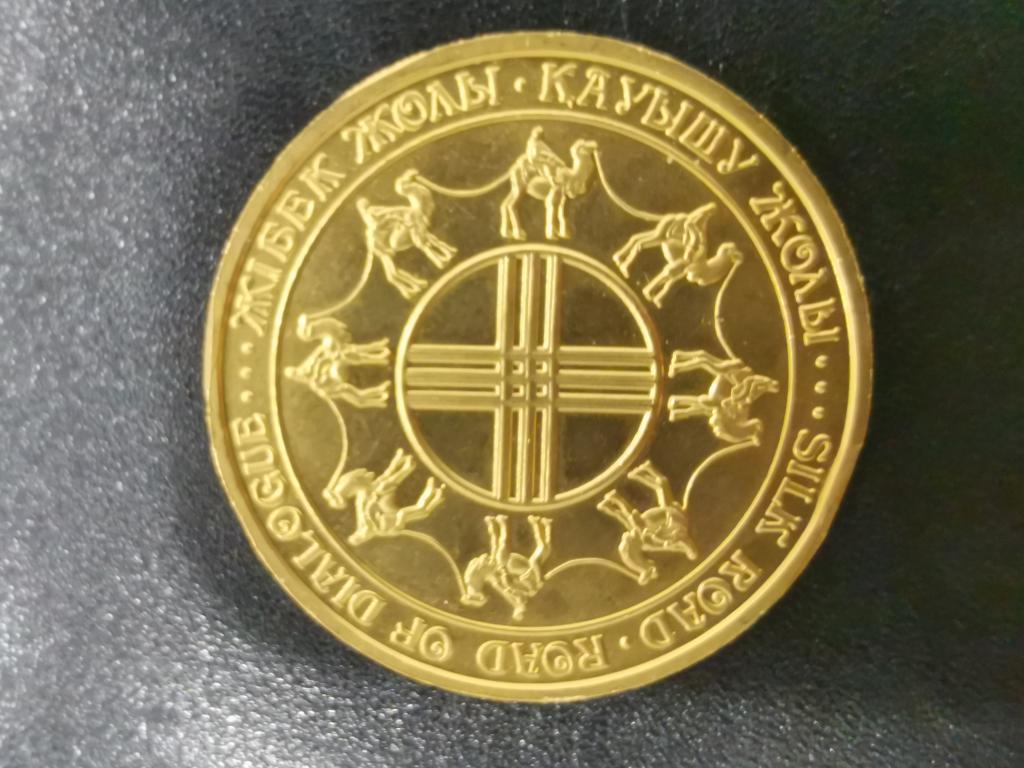 ЖІБЕК ЖОЛЫ · ҚАУЫШУ ЖОЛЫ ···
SILK ROAD · ROAD OF DIALOGUE ···